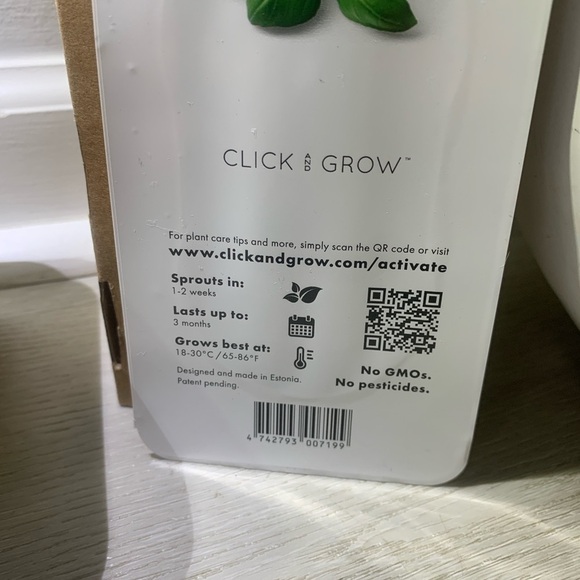 CLICK AND GROW™
For plant care tips and more, simply scan the QR code or visit
www.clickandgrow.com/activate
Sprouts in:
1-2 weeks
Lasts up to:
3 months
Grows best at:
18-30°C/65-86°F
Designed and made in Estonia.
Patent pending.
No GMOs.
No pesticides.
4 742793 007199